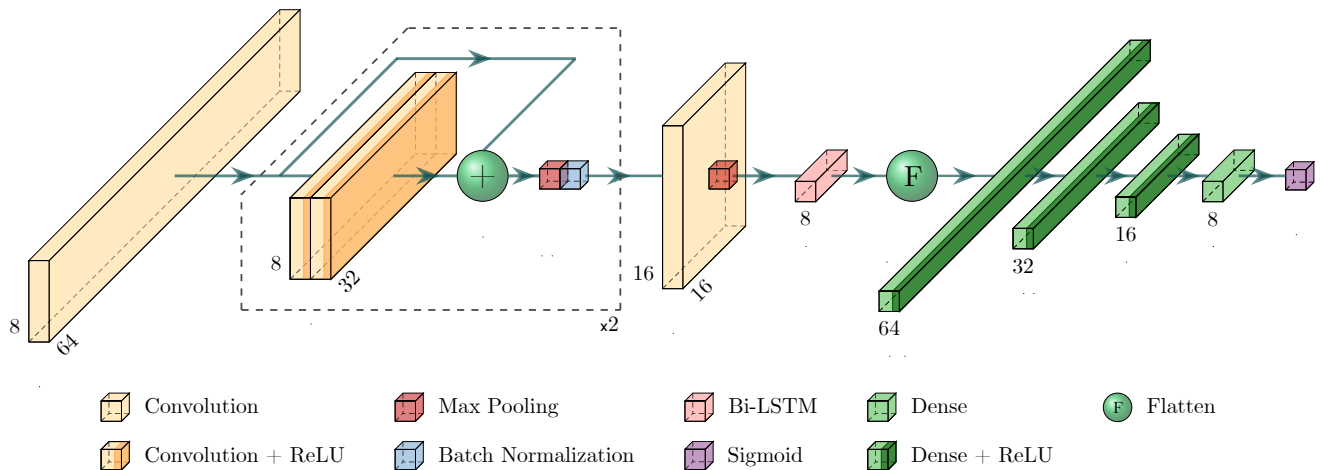 8
64
8
32
+
x2
16
16
8
F
64
32
16
8
Convolution
Max Pooling
Bi-LSTM
Dense
F
Flatten
Convolution + ReLU
Batch Normalization
Sigmoid
Dense + ReLU